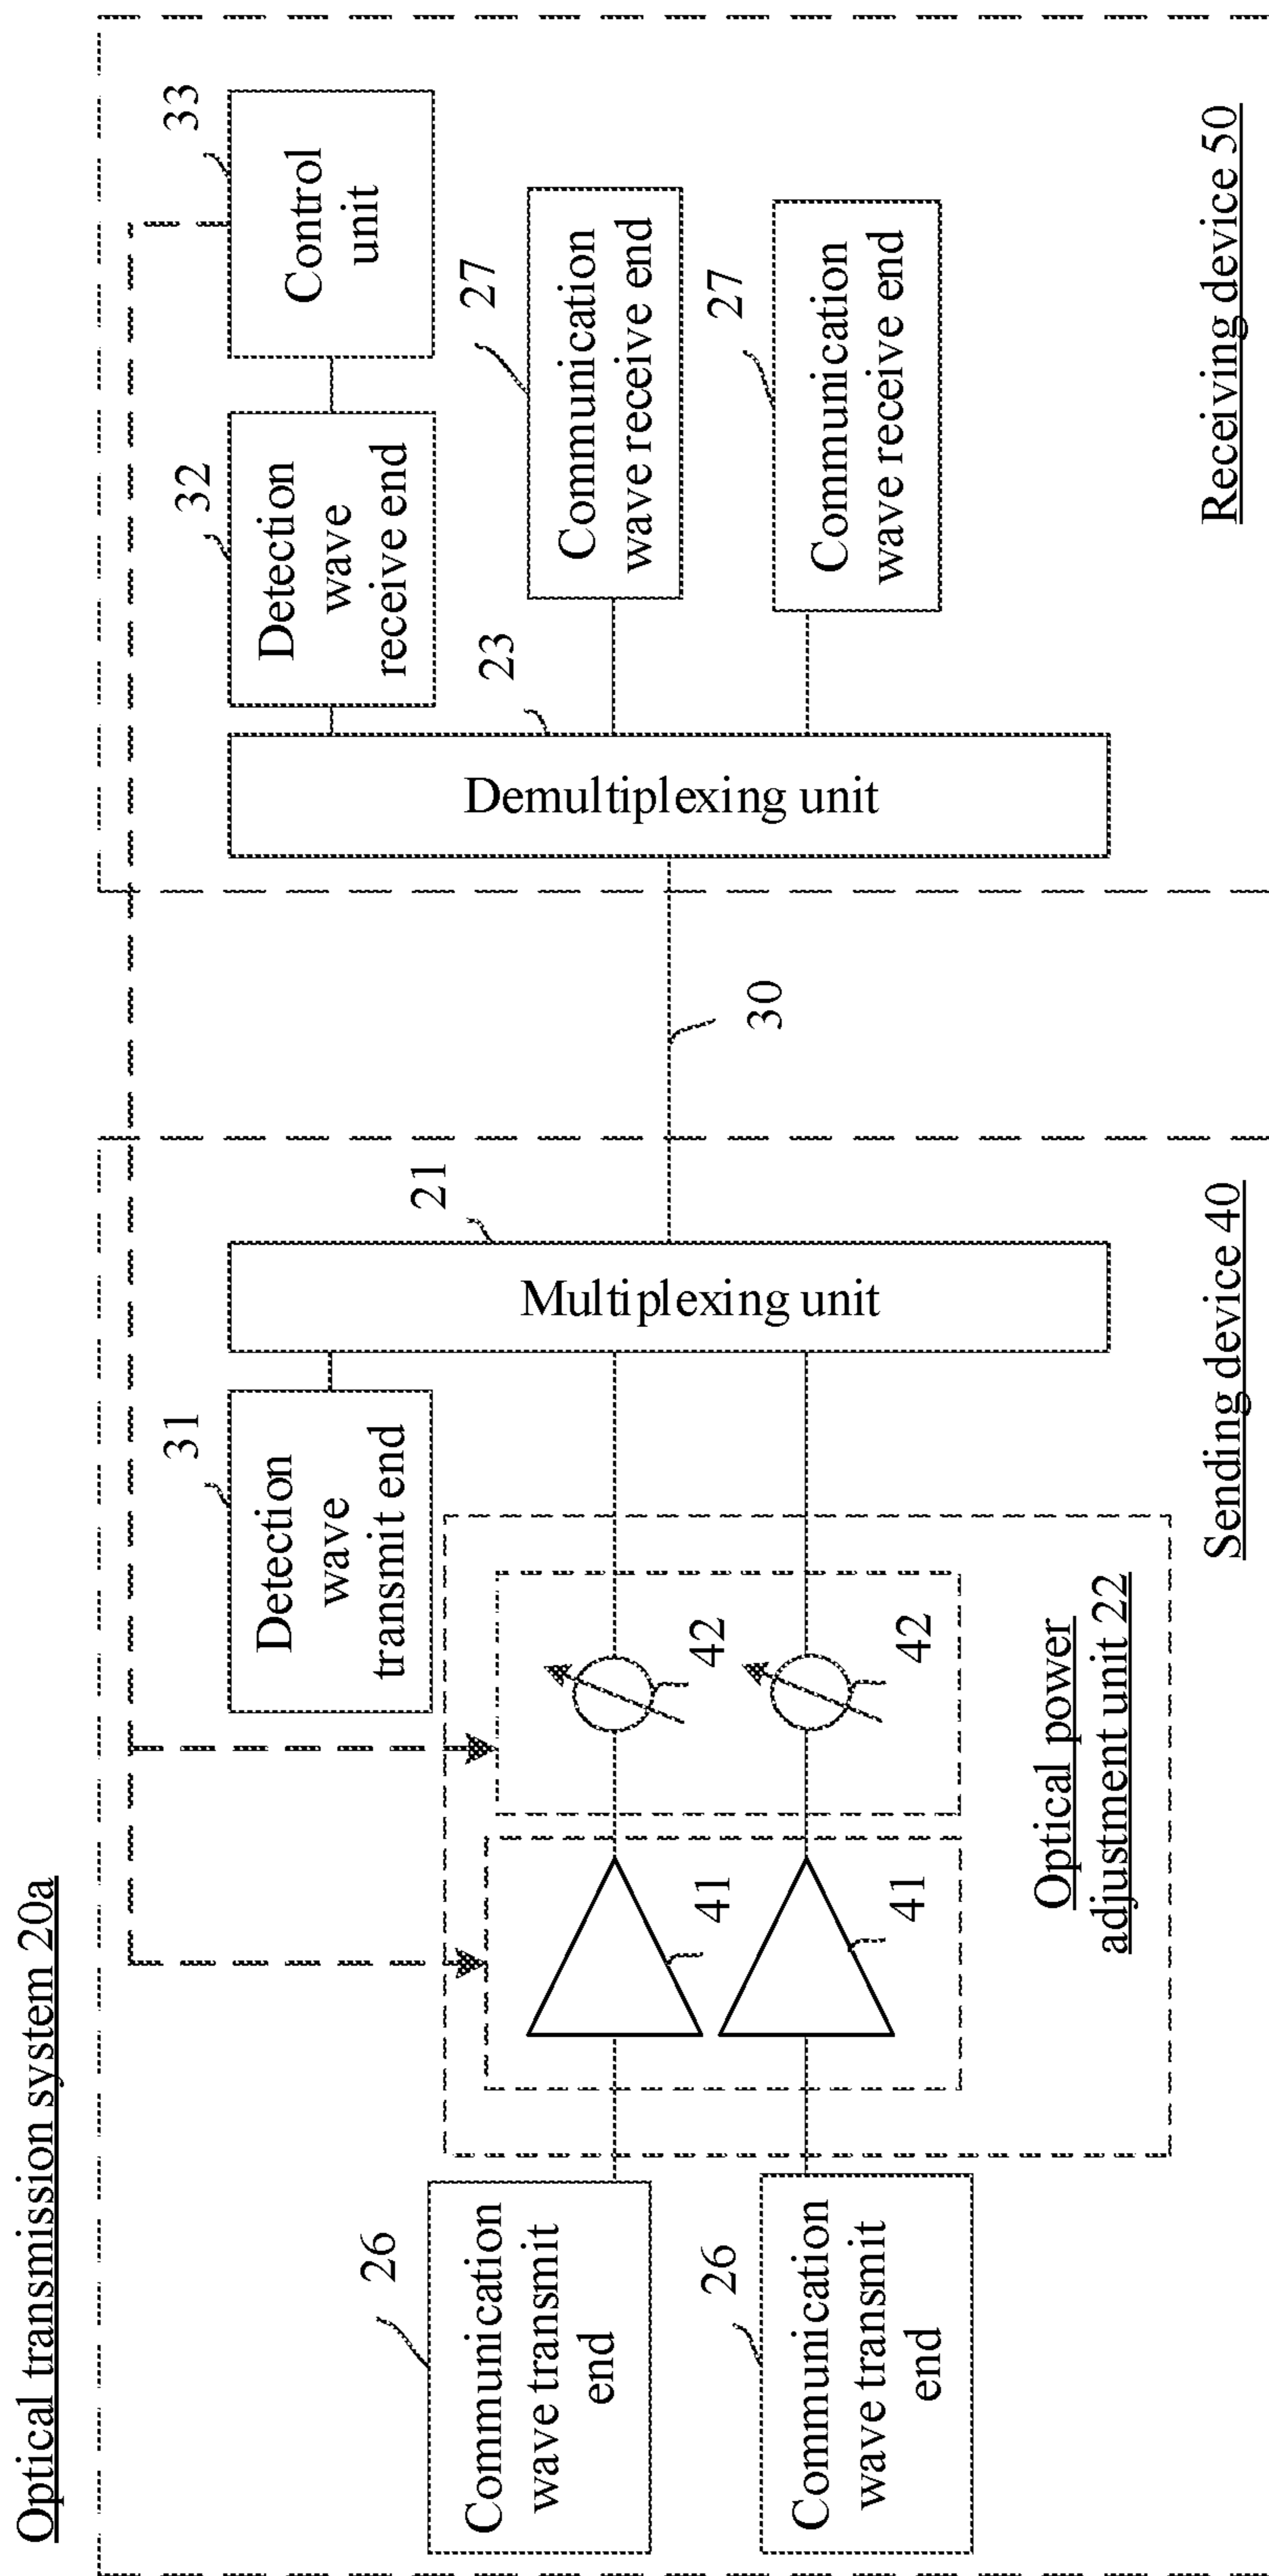 Optical transmission system 20a
26
Communication
wave transmit
end
26
Communication
wave transmit
end
41
41
42
42
Optical power
adjustment unit 22
31
Detection
wave
transmit end
21
Multiplexing unit
Sending device 40
30
23
Demultiplexing unit
32
Detection
wave
receive end
33
Control
unit
27
Communication
wave receive end
27
Communication
wave receive end
Receiving device 50